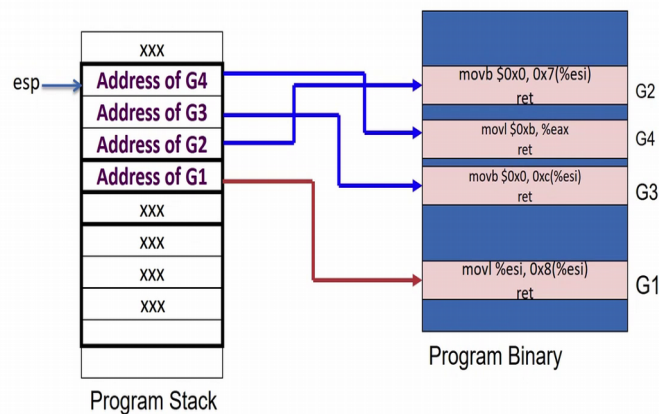 xxx
esp
Address of G4
Address of G3
Address of G2
Address of G1
xxx
xxx
xxx
xxx
Program Stack
movb $0x0, 0x7(%esi)
ret
G2
movl $0xb, %eax
ret
G4
movb $0x0, 0xc(%esi)
ret
G3
movl %esi, 0x8(%esi)
ret
G1
Program Binary